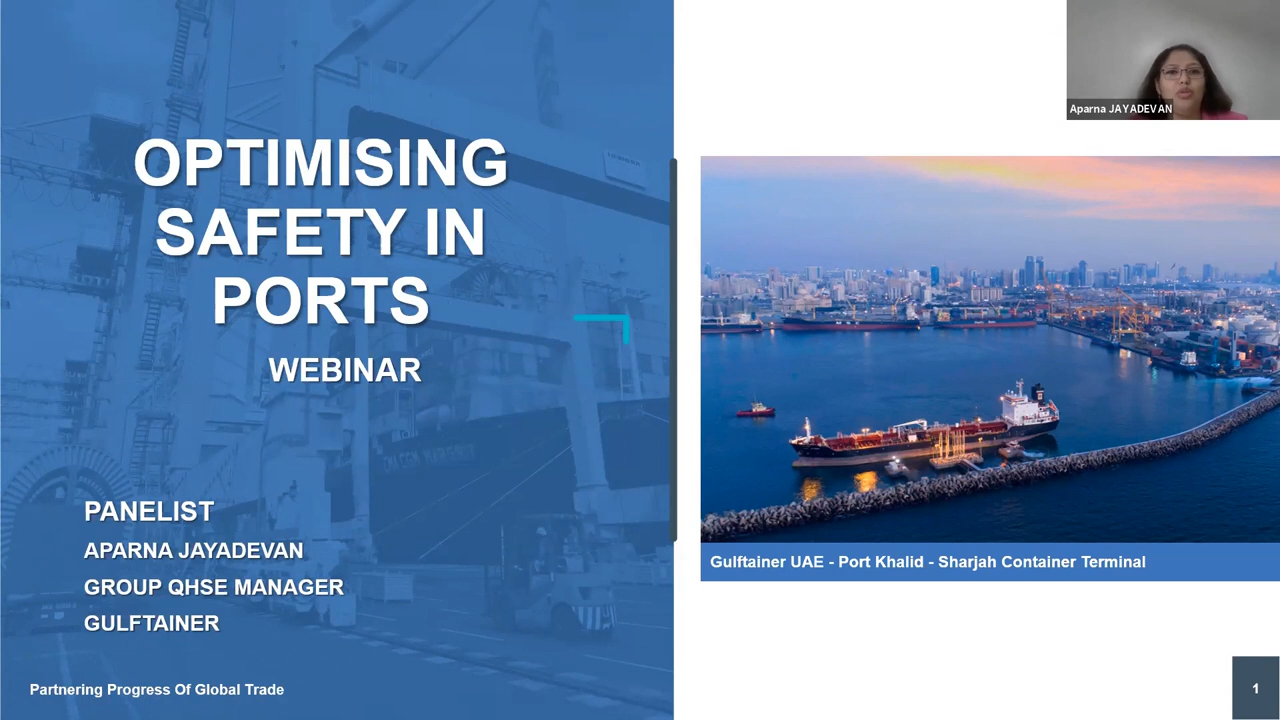 OPTIMISING
SAFETY IN
PORTS
WEBINAR
PANELIST
APARNA JAYADEVAN
GROUP QHSE MANAGER
GULFTAINER
Partnering Progress Of Global Trade
Aparna JAYADEVAN
Gulftainer UAE - Port Khalid - Sharjah Container Terminal
1